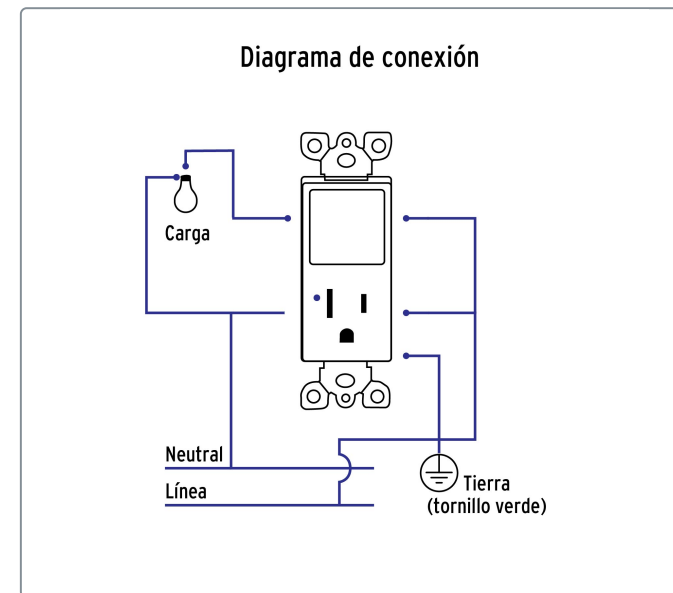 Diagrama de conexión
Carga
Neutral
Línea
Tierra
(tornillo verde)